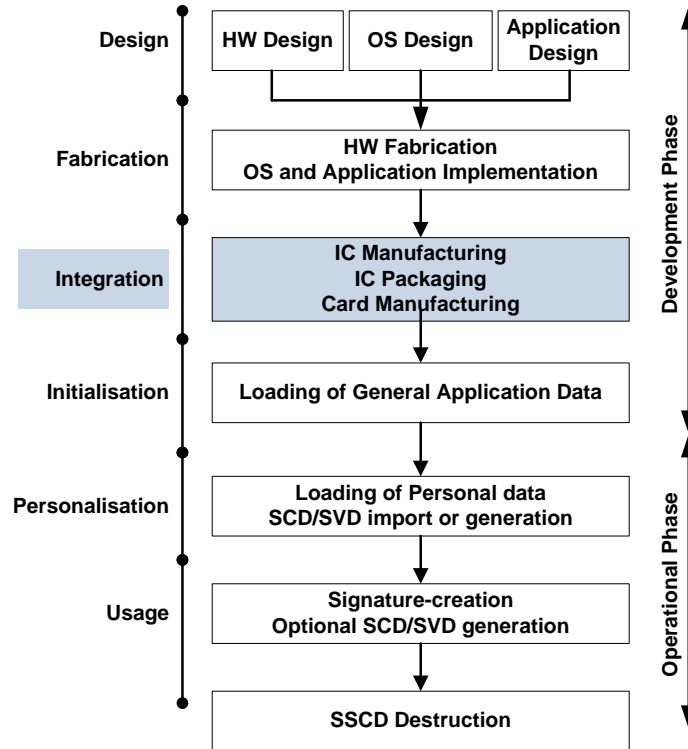 Design
HW Design
OS Design
Application
Design
Fabrication
HW Fabrication
OS and Application Implementation
Integration
IC Manufacturing
IC Packaging
Card Manufacturing
Initialisation
Loading of General Application Data
Development Phase
Personalisation
Loading of Personal data
SCD/SVD import or generation
Usage
Signature-creation
Optional SCD/SVD generation
SSCD Destruction
Operational Phase